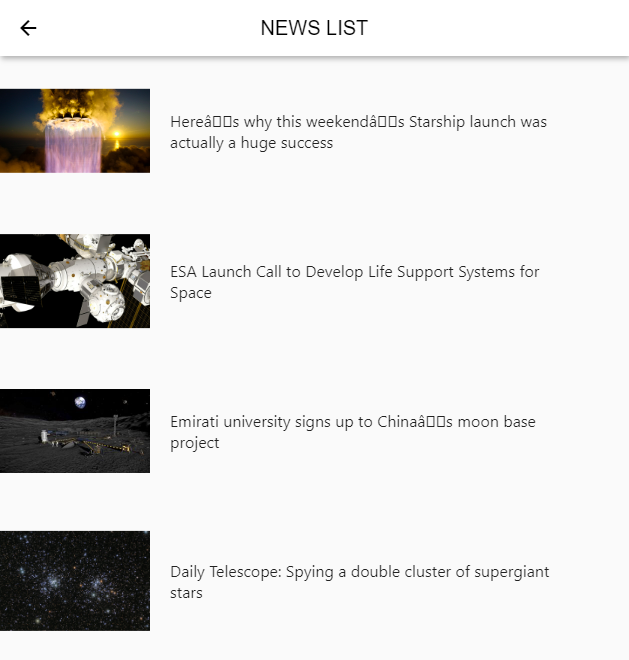 NEWS LIST
Hereâ□□s why this weekendâ□□s Starship launch was
actually a huge success
ESA Launch Call to Develop Life Support Systems for
Space
Emirati university signs up to Chinaâ□□s moon base
project
Daily Telescope: Spying a double cluster of supergiant
stars